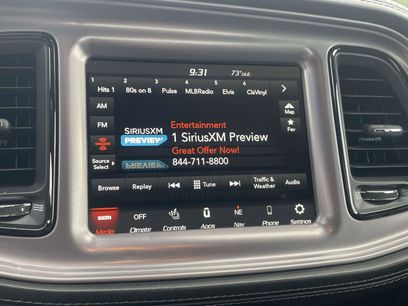 9:31 73°out.
1 2 3 4 5 6
Hits 1 80s on 8 Pulse MLBRadio Elvis ClsVinyl
AM
FM
Source
Select
SIRIUSXM
PREVIEW
Entertainment
1 SiriusXM Preview
Great Offer Now!
844-711-8800
Map
Fav
Browse Replay Tune Traffic
& Weather Audio
sxm OFF NE
Media Climate Controls Apps Nav Phone Settings